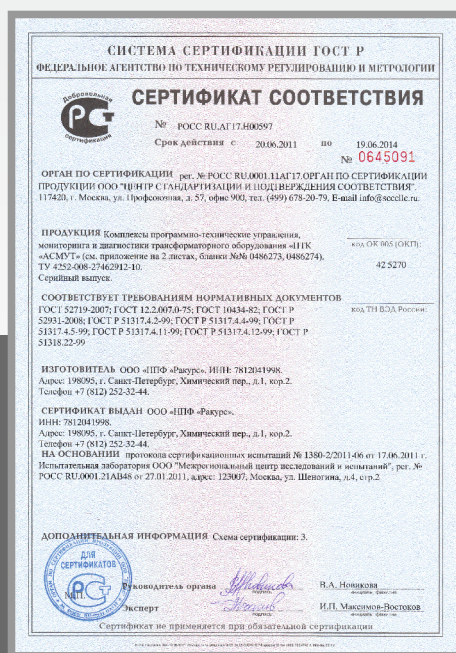 СИСТЕМА СЕРТИФИКАЦИИ ГОСТ Р
ФЕДЕРАЛЬНОЕ АГЕНТСТВО ПО ТЕХНИЧЕСКОМУ РЕГУЛИРОВАНИЮ И МЕТРОЛОГИИ
Добровольная
сертификация
СЕРТИФИКАТ СООТВЕТСТВИЯ
№ РОСС RU.АГ17.Н00597
Срок действия с 20.06.2011 по 19.06.2014
№ 0645091
ОРГАН ПО СЕРТИФИКАЦИИ рег. № РОСС RU.0001.11АГ17.ОРГАН ПО СЕРТИФИКАЦИИ
ПРОДУКЦИИ ООО "ЦЕНТР СТАНДАРТИЗАЦИИ И ПОДТВЕРЖДЕНИЯ СООТВЕТСТВИЯ".
117420, г. Москва, ул. Профсоюзная, д. 57, офис 900, тел. (499) 678-20-79, E-mail
ПРОДУКЦИЯ Комплексы программно-технические управления,
мониторинга и диагностики трансформаторного оборудования «ПТК
«АСМУТ» (см. приложение на 2 листах, бланки №№ 0486273, 0486274),
ТУ 4252-008-27462912-10.
Серийный выпуск.
код ОК 005 (ОКП):
42 5270
СООТВЕТСТВУЕТ ТРЕБОВАНИЯМ НОРМАТИВНЫХ ДОКУМЕНТОВ
ГОСТ 52719-2007; ГОСТ 12.2.007.0-75; ГОСТ 10434-82; ГОСТ Р
52931-2008; ГОСТ Р 51317.4.2-99; ГОСТ Р 51317.4.4-99; ГОСТ Р
51317.4.5-99; ГОСТ Р 51317.4.11-99; ГОСТ Р 51317.4.12-99; ГОСТ Р
51318.22-99
код ТН ВЭД России:
ИЗГОТОВИТЕЛЬ ООО «НПФ «Ракурс», ИНН: 7812041998.
Адрес: 198095, г. Санкт-Петербург, Химический пер., д.1, кор.2.
Телефон +7 (812) 252-32-44.
СЕРТИФИКАТ ВЫДАН ООО «НПФ «Ракурс».
ИНН: 7812041998.
Адрес: 198095, г. Санкт-Петербург, Химический пер., д.1, кор.2.
Телефон +7 (812) 252-32-44.
НА ОСНОВАНИИ протокола сертификационных испытаний № 1380-2/2011-06 от 17.06.2011 г.
Испытательная лаборатория ООО "Межрегиональный центр исследований и испытаний", рег. №
РОСС RU.0001.21АВ48 от 27.01.2011, адрес: 123007, Москва, ул. Шеногина, д.4, стр.2
ДОПОЛНИТЕЛЬНАЯ ИНФОРМАЦИЯ Схема сертификации: 3.
ДЛЯ
СЕРТИФИКАТОВ
М.П.
Руководитель органа
подпись
В.А. Новикова
инициалы, фамилия
Эксперт
подпись
И.П. Максимов-Востоков
инициалы, фамилия
Сертификат не применяется при обязательной сертификации